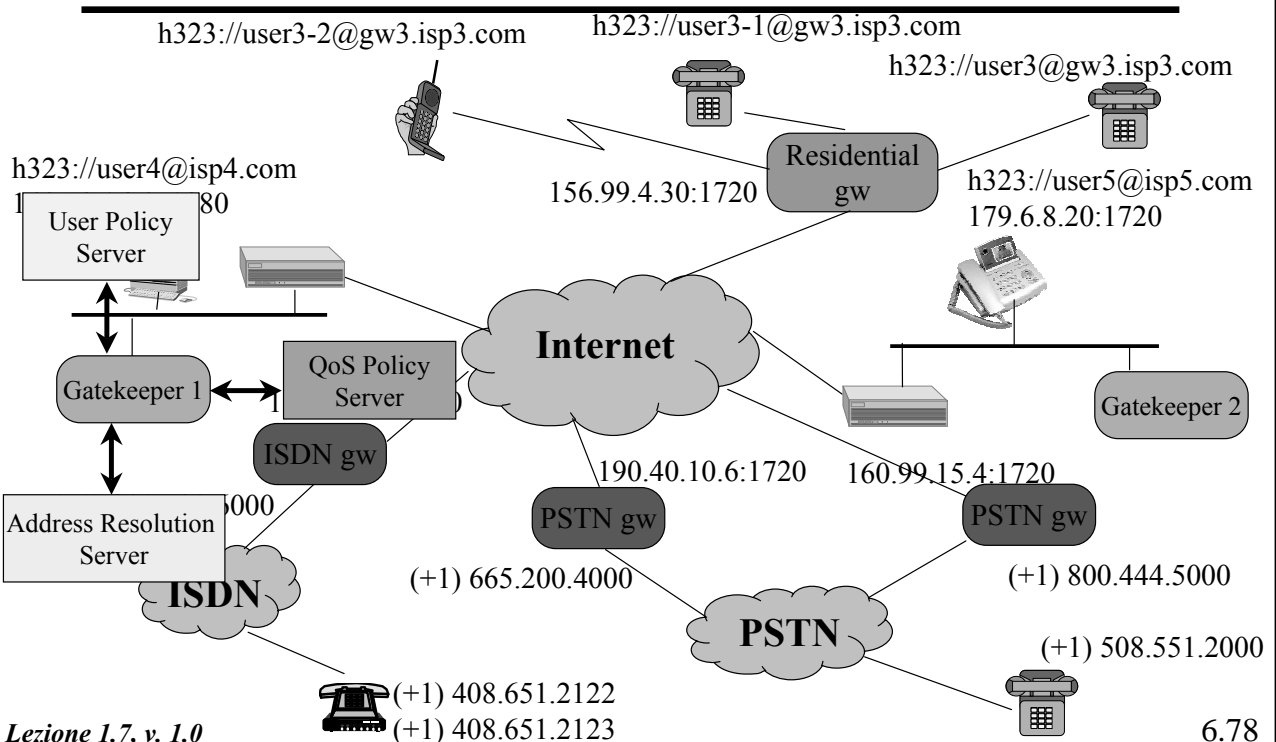 h323://user3-2@gw3.isp3.com
h323://user3-1@gw3.isp3.com
h323://user3@gw3.isp3.com
Residential
gw
156.99.4.30:1720
h323://user4@isp4.com
80
User Policy
Server
h323://user5@isp5.com
179.6.8.20:1720
Internet
Gatekeeper 1
QoS Policy
Server
Gatekeeper 2
ISDN gw
190.40.10.6:1720
160.99.15.4:1720
Address Resolution
Server
PSTN gw
PSTN gw
(+1) 665.200.4000
(+1) 800.444.5000
ISDN
PSTN
(+1) 508.551.2000
(+1) 408.651.2122
(+1) 408.651.2123
Lezione 1.7, v. 1.0
6.78